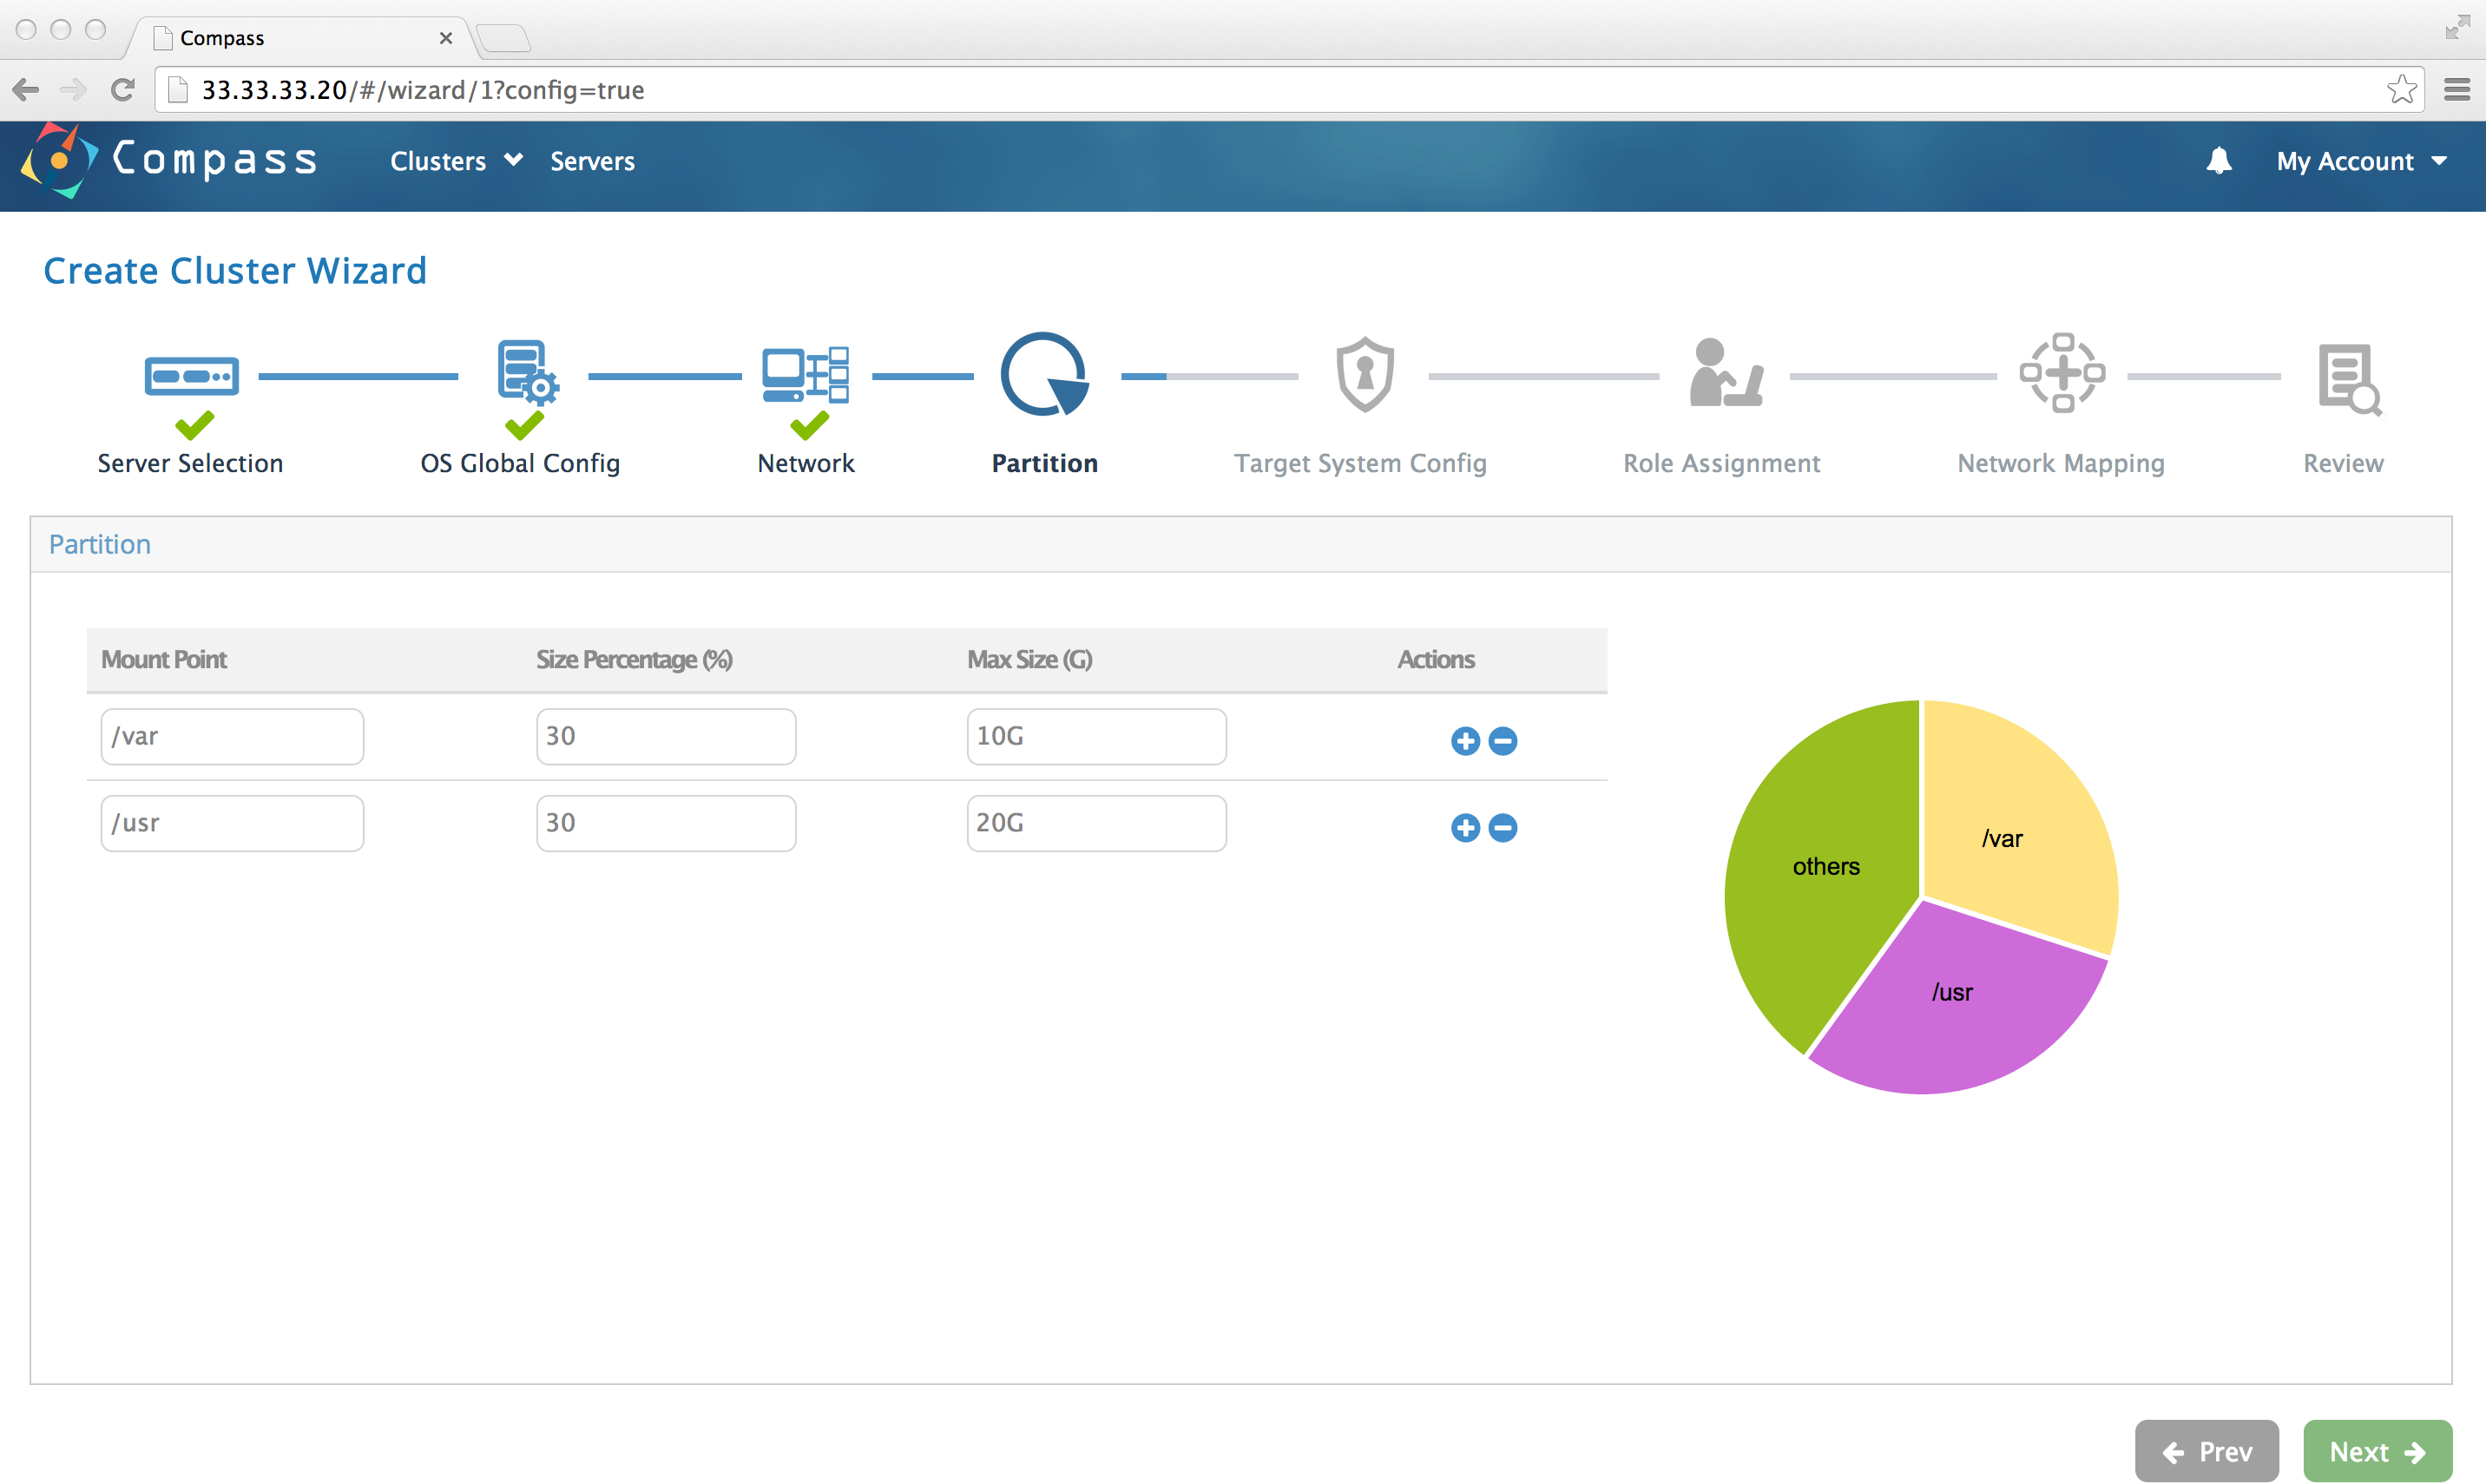 Compass
33.33.33.20/#/wizard/1?config=true
Compass Clusters Servers My Account
Create Cluster Wizard
Server Selection OS Global Config Network Partition Target System Config Role Assignment Network Mapping Review
Partition
Mount Point Size Percentage (%) Max Size (G) Actions
/var 30 10G
/usr 30 20G
/var
others
/usr
Prev Next